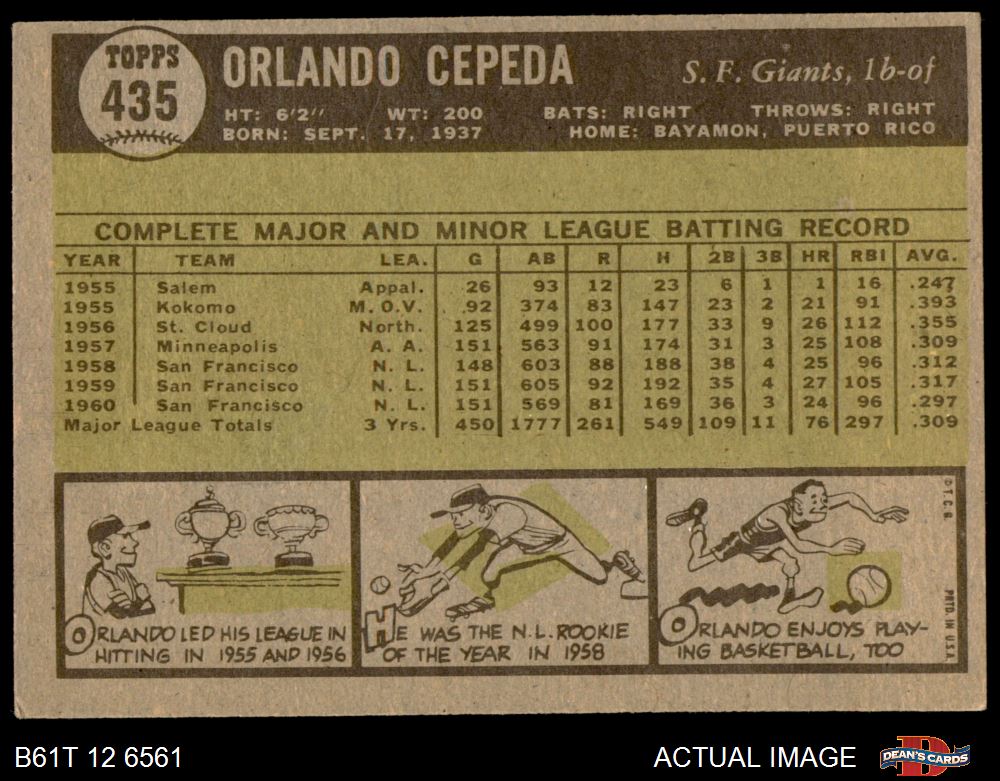 TOPPS
435
ORLANDO CEPEDA
S. F. Giants, 1b-of
HT: 6'2" WT: 200 BATS: RIGHT THROWS: RIGHT
BORN: SEPT. 17, 1937 HOME: BAYAMON, PUERTO RICO
COMPLETE MAJOR AND MINOR LEAGUE BATTING RECORD
YEAR TEAM LEA. G AB R H 2B 3B HR RBI AVG.
1955 Salem Appal. 26 93 12 23 6 1 1 16 .247
1955 Kokomo M.O.V. 92 374 83 147 23 2 21 91 .393
1956 St. Cloud North. 125 499 100 177 33 9 26 112 .355
1957 Minneapolis A. A. 151 563 91 174 31 3 25 108 .309
1958 San Francisco N. L. 148 603 88 188 38 4 25 96 .312
1959 San Francisco N. L. 151 605 92 192 35 4 27 105 .317
1960 San Francisco N. L. 151 569 81 169 36 3 24 96 .297
Major League Totals 3 Yrs. 450 1777 261 549 109 11 76 297 .309
ORLANDO LED HIS LEAGUE IN
HITTING IN 1955 AND 1956
HE WAS THE N.L. ROOKIE
OF THE YEAR IN 1958
ORLANDO ENJOYS PLAY-
ING BASKETBALL, TOO
© T.C.G.
PRTD. IN U.S.A.
B61T 12 6561
ACTUAL IMAGE
DEAN'S CARDS